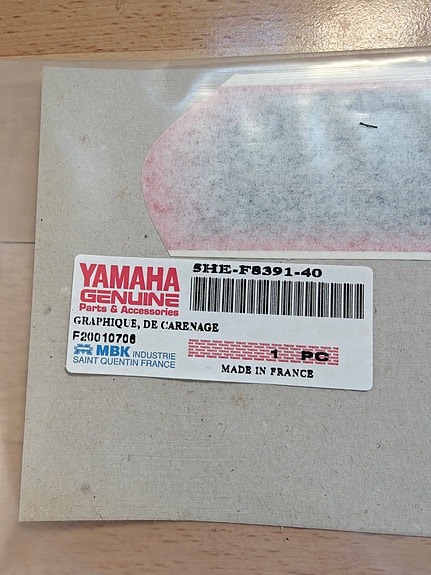 YAMAHA
GENUINE
Parts & Accessories
5HE-F8391-40
GRAPHIQUE, DE CARENAGE
F20010706
MBK INDUSTRIE
SAINT QUENTIN FRANCE
1 PC
MADE IN FRANCE